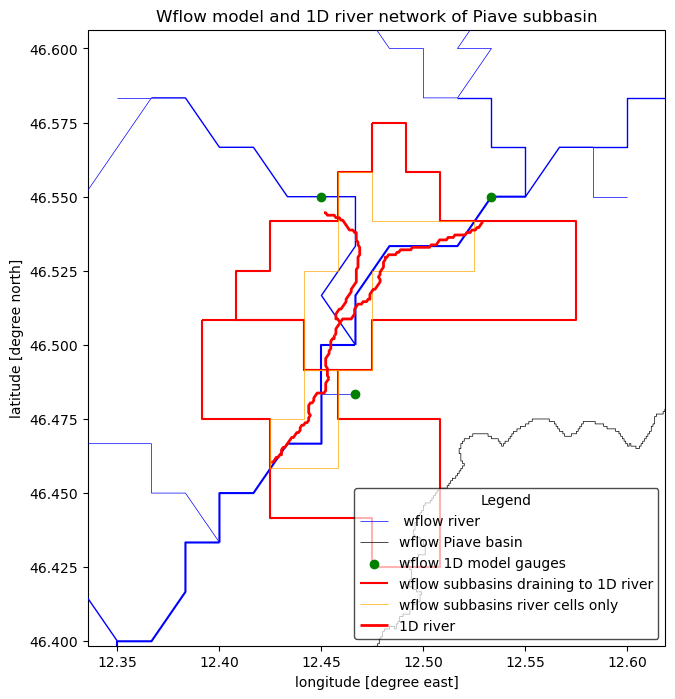 Wflow model and 1D river network of Piave subbasin
46.600
46.575
46.550
46.525
46.500
46.475
46.450
46.425
46.400
latitude [degree north]
Legend
wflow river
wflow Piave basin
wflow 1D model gauges
wflow subbasins draining to 1D river
wflow subbasins river cells only
1D river
12.35 12.40 12.45 12.50 12.55 12.60
longitude [degree east]